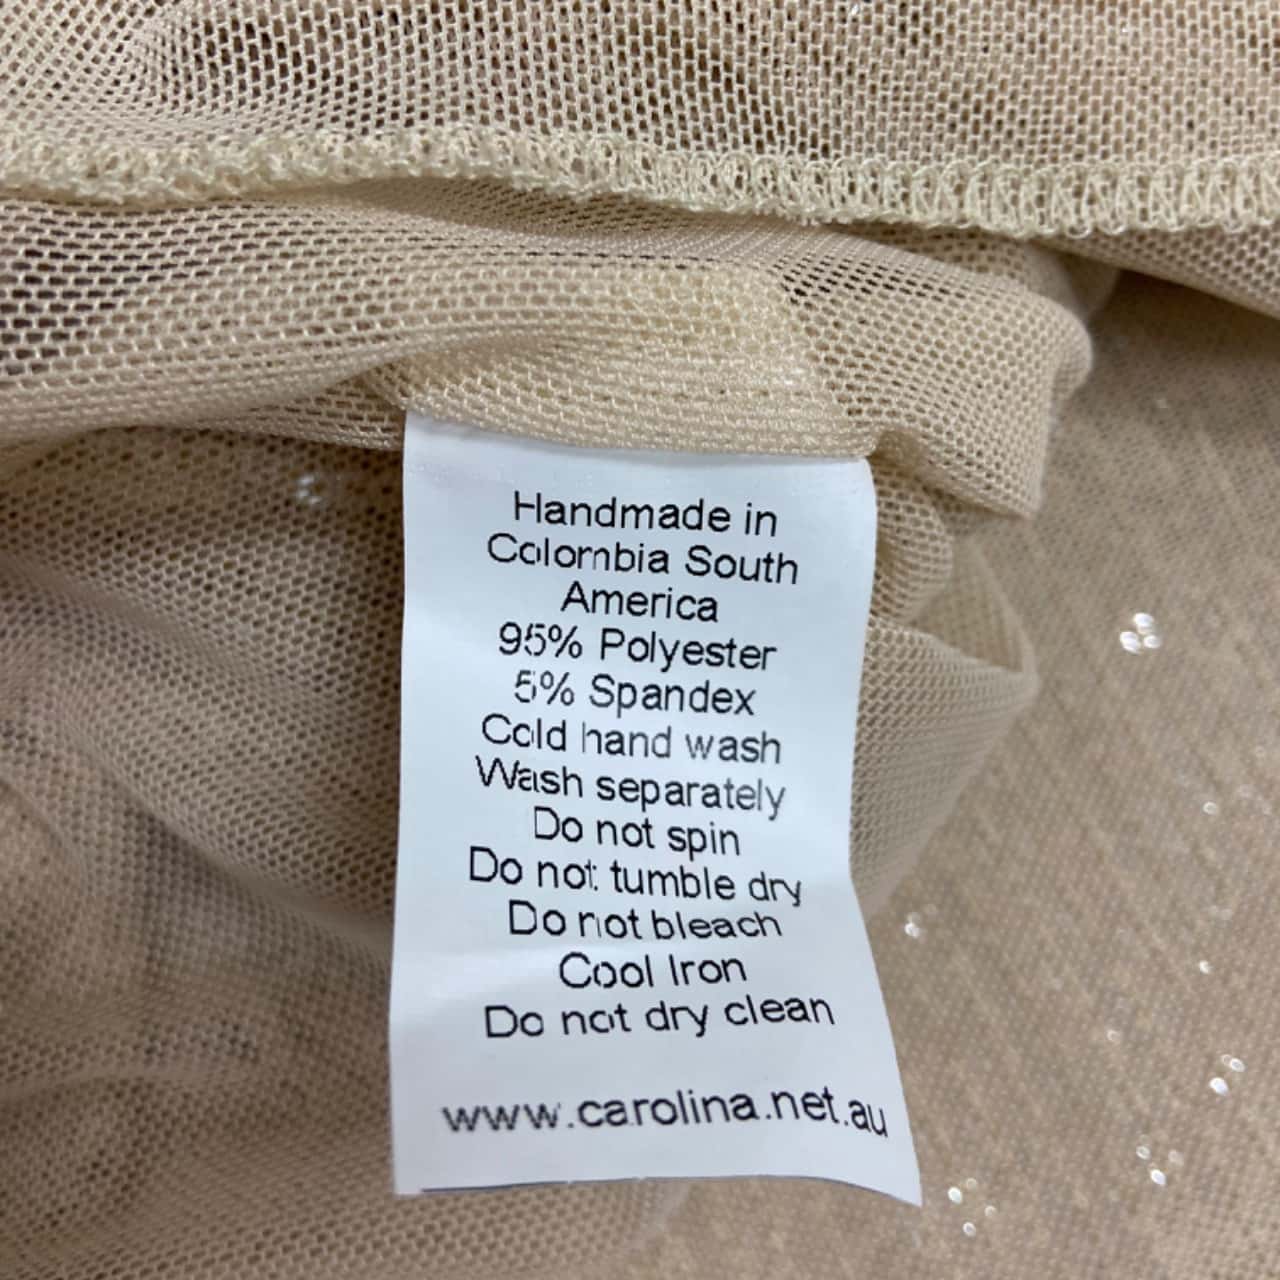 Handmade in
Colombia South
America
95% Polyester
5% Spandex
Cold hand wash
Wash separately
Do not spin
Do not tumble dry
Do not bleach
Cool Iron
Do not dry clean
www.carolina.net.au